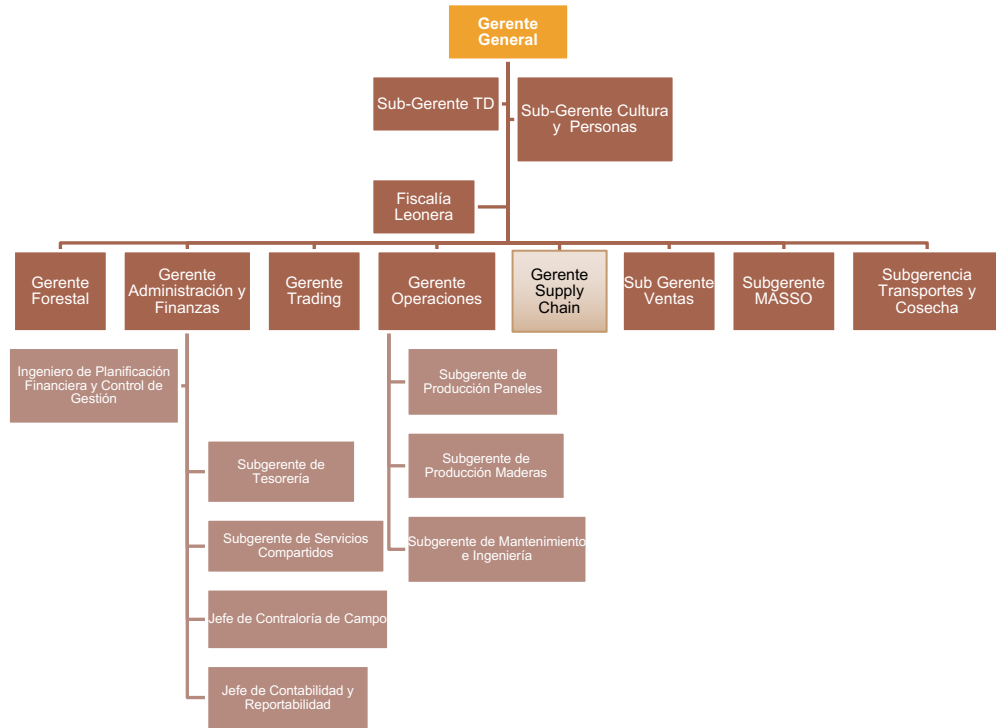 Gerente
General
Sub-Gerente TD
Sub-Gerente Cultura
y Personas
Fiscalía
Leonera
Gerente
Forestal
Gerente
Administración y
Finanzas
Gerente
Trading
Gerente
Operaciones
Gerente
Supply
Chain
Sub Gerente
Ventas
Subgerente
MASSO
Subgerencia
Transportes y
Cosecha
Ingeniero de Planificación
Financiera y Control de
Gestión
Subgerente de
Tesorería
Subgerente de Servicios
Compartidos
Jefe de Contraloría de Campo
Jefe de Contabilidad y
Reportabilidad
Subgerente de
Producción Paneles
Subgerente de
Producción Maderas
Subgerente de Mantenimiento
e Ingeniería